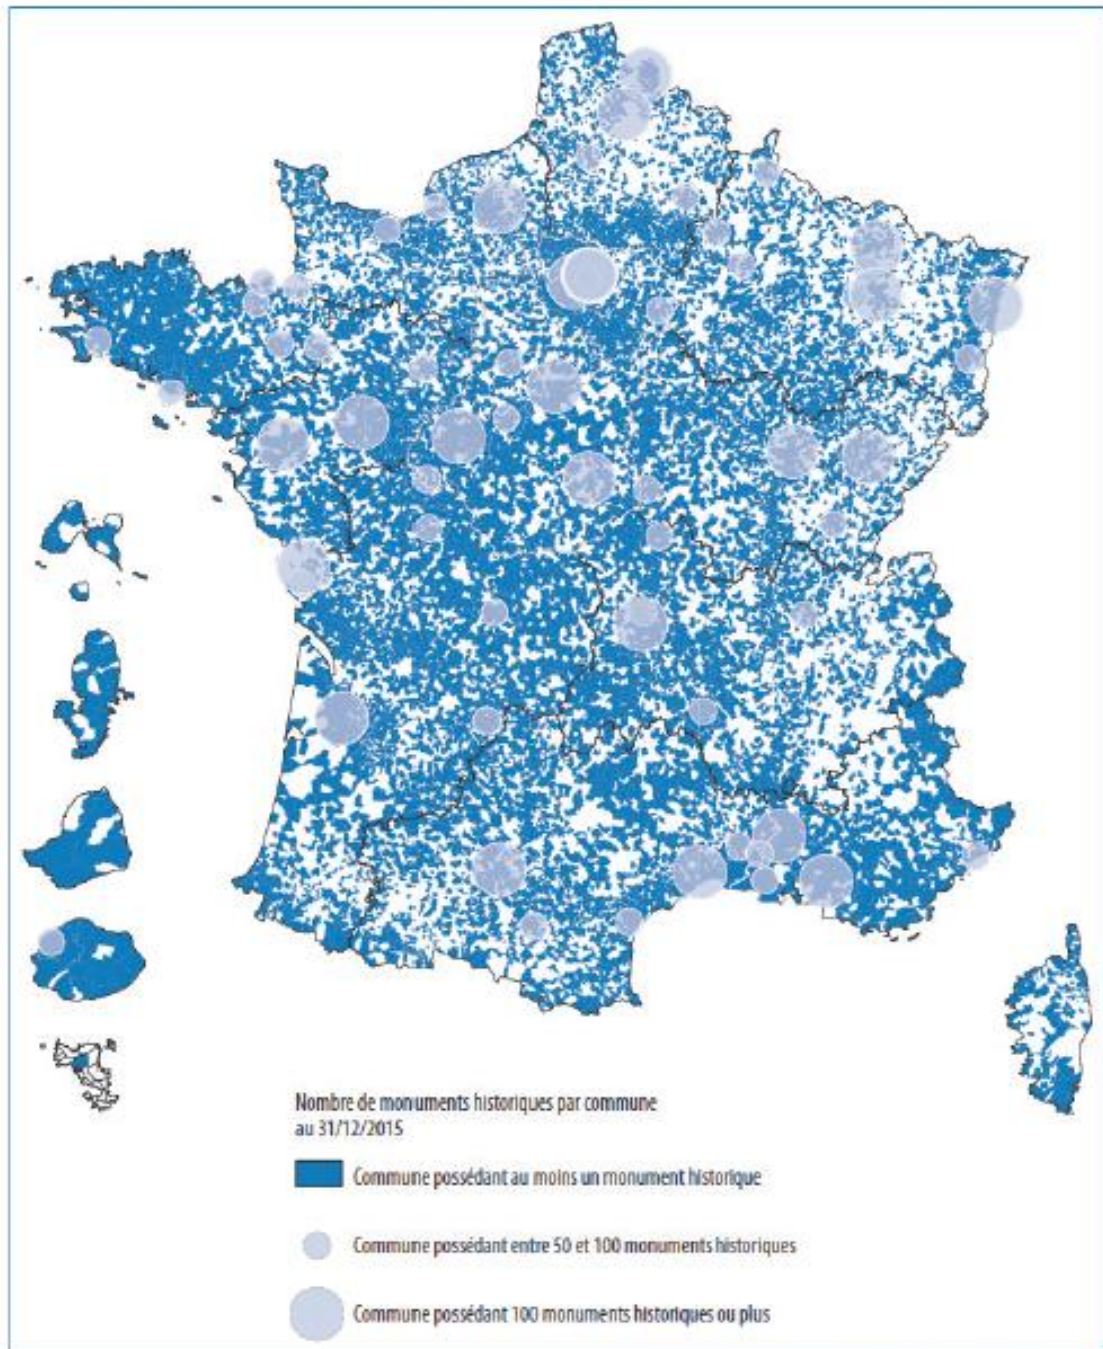 Nombre de monuments historiques par commune
au 31/12/2015
Commune possédant au moins un monument historique
Commune possédant entre 50 et 100 monuments historiques
Commune possédant 100 monuments historiques ou plus